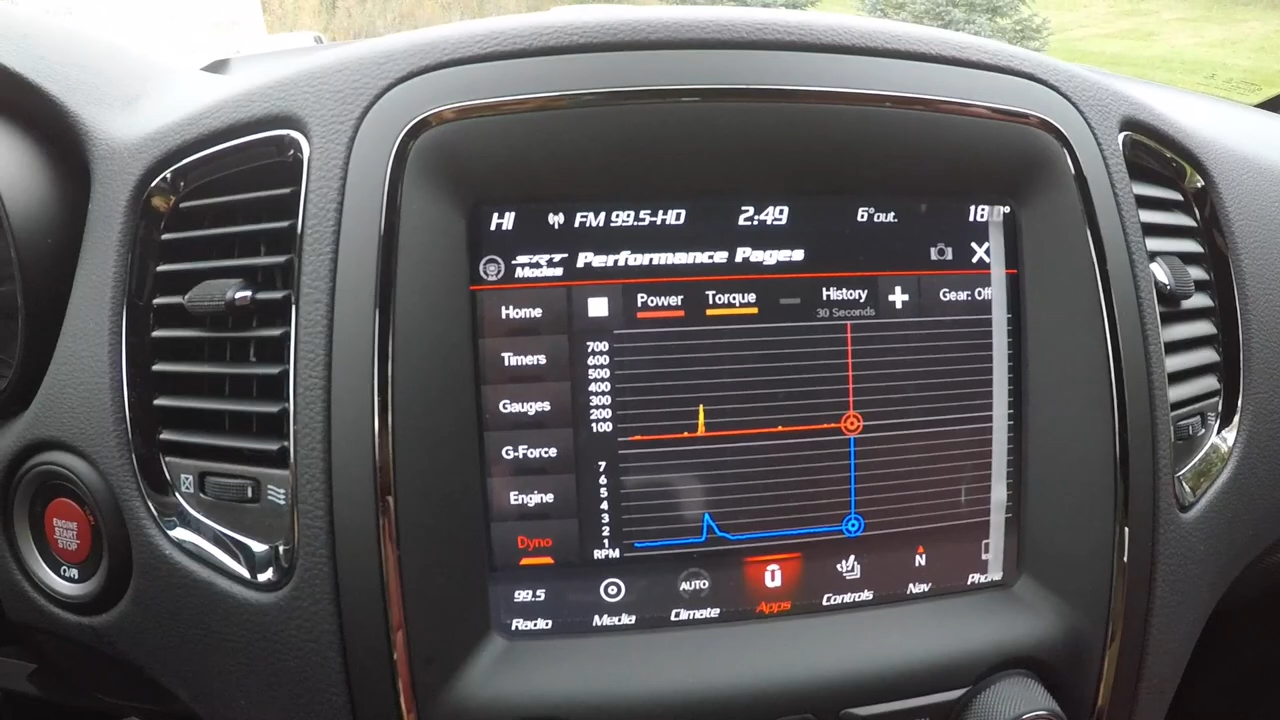 HI FM 99.5-HD 2:49 6°out. 18
SRT Modes Performance Pages X
Home
Timers
Gauges
G-Force
Engine
Dyno
Power Torque History Gear: Off
30 Seconds
700
600
500
400
300
200
100
7
6
5
4
3
2
1
RPM
99.5 AUTO ū N
Radio Media Climate Apps Controls Nav Phone
ENGINE
START
STOP